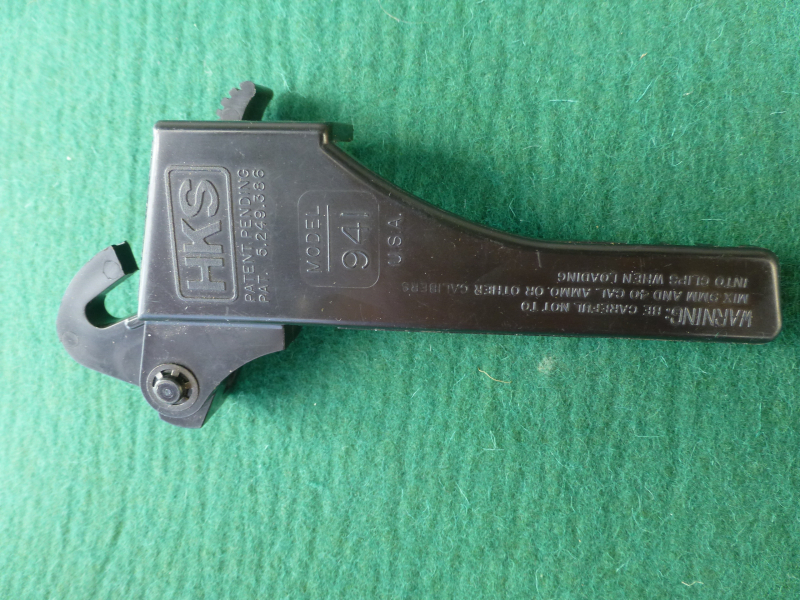 HKS
PATENT PENDING
PAT. 5.249.386
MODEL
941
U.S.A.
WARNING: BE CAREFUL NOT TO
MIX 9MM AND 40 CAL. AMMO. OR OTHER CALIBERS
INTO CLIPS WHEN LOADING